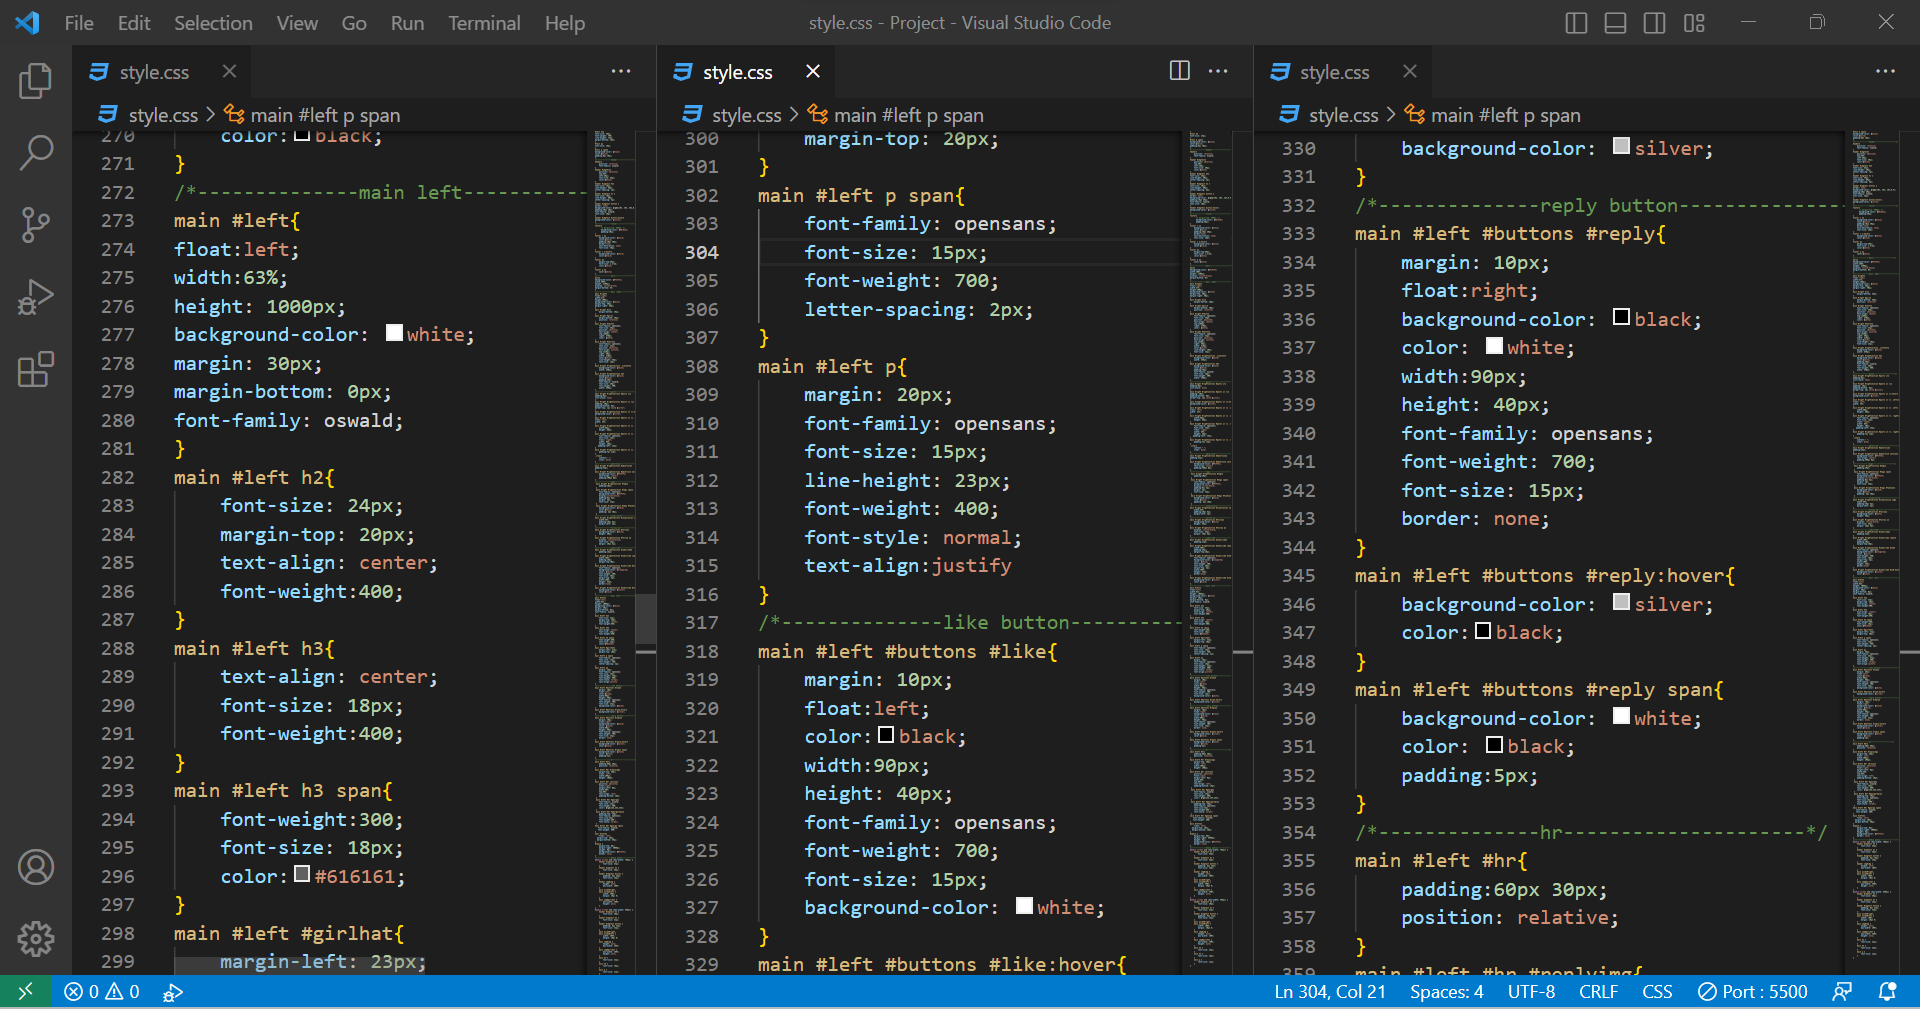 File Edit Selection View Go Run Terminal Help
style.css - Project - Visual Studio Code
style.css
style.css > main #left p span
270 color: black;
271 }
272 /*--------------main left-----------
273 main #left{
274 float:left;
275 width:63%;
276 height: 1000px;
277 background-color: white;
278 margin: 30px;
279 margin-bottom: 0px;
280 font-family: oswald;
281 }
282 main #left h2{
283 font-size: 24px;
284 margin-top: 20px;
285 text-align: center;
286 font-weight:400;
287 }
288 main #left h3{
289 text-align: center;
290 font-size: 18px;
291 font-weight:400;
292 }
293 main #left h3 span{
294 font-weight:300;
295 font-size: 18px;
296 color: #616161;
297 }
298 main #left #girlhat{
299 margin-left: 23px;
style.css
style.css > main #left p span
300 margin-top: 20px;
301 }
302 main #left p span{
303 font-family: opensans;
304 font-size: 15px;
305 font-weight: 700;
306 letter-spacing: 2px;
307 }
308 main #left p{
309 margin: 20px;
310 font-family: opensans;
311 font-size: 15px;
312 line-height: 23px;
313 font-weight: 400;
314 font-style: normal;
315 text-align:justify
316 }
317 /*--------------like button----------
318 main #left #buttons #like{
319 margin: 10px;
320 float:left;
321 color: black;
322 width:90px;
323 height: 40px;
324 font-family: opensans;
325 font-weight: 700;
326 font-size: 15px;
327 background-color: white;
328 }
329 main #left #buttons #like:hover{
style.css
style.css > main #left p span
330 background-color: silver;
331 }
332 /*--------------reply button--------------
333 main #left #buttons #reply{
334 margin: 10px;
335 float:right;
336 background-color: black;
337 color: white;
338 width:90px;
339 height: 40px;
340 font-family: opensans;
341 font-weight: 700;
342 font-size: 15px;
343 border: none;
344 }
345 main #left #buttons #reply:hover{
346 background-color: silver;
347 color: black;
348 }
349 main #left #buttons #reply span{
350 background-color: white;
351 color: black;
352 padding:5px;
353 }
354 /*--------------hr---------------------*/
355 main #left #hr{
356 padding:60px 30px;
357 position: relative;
358 }
359 main #left #hr #replyimg{
0 0
Ln 304, Col 21 Spaces: 4 UTF-8 CRLF CSS Port : 5500